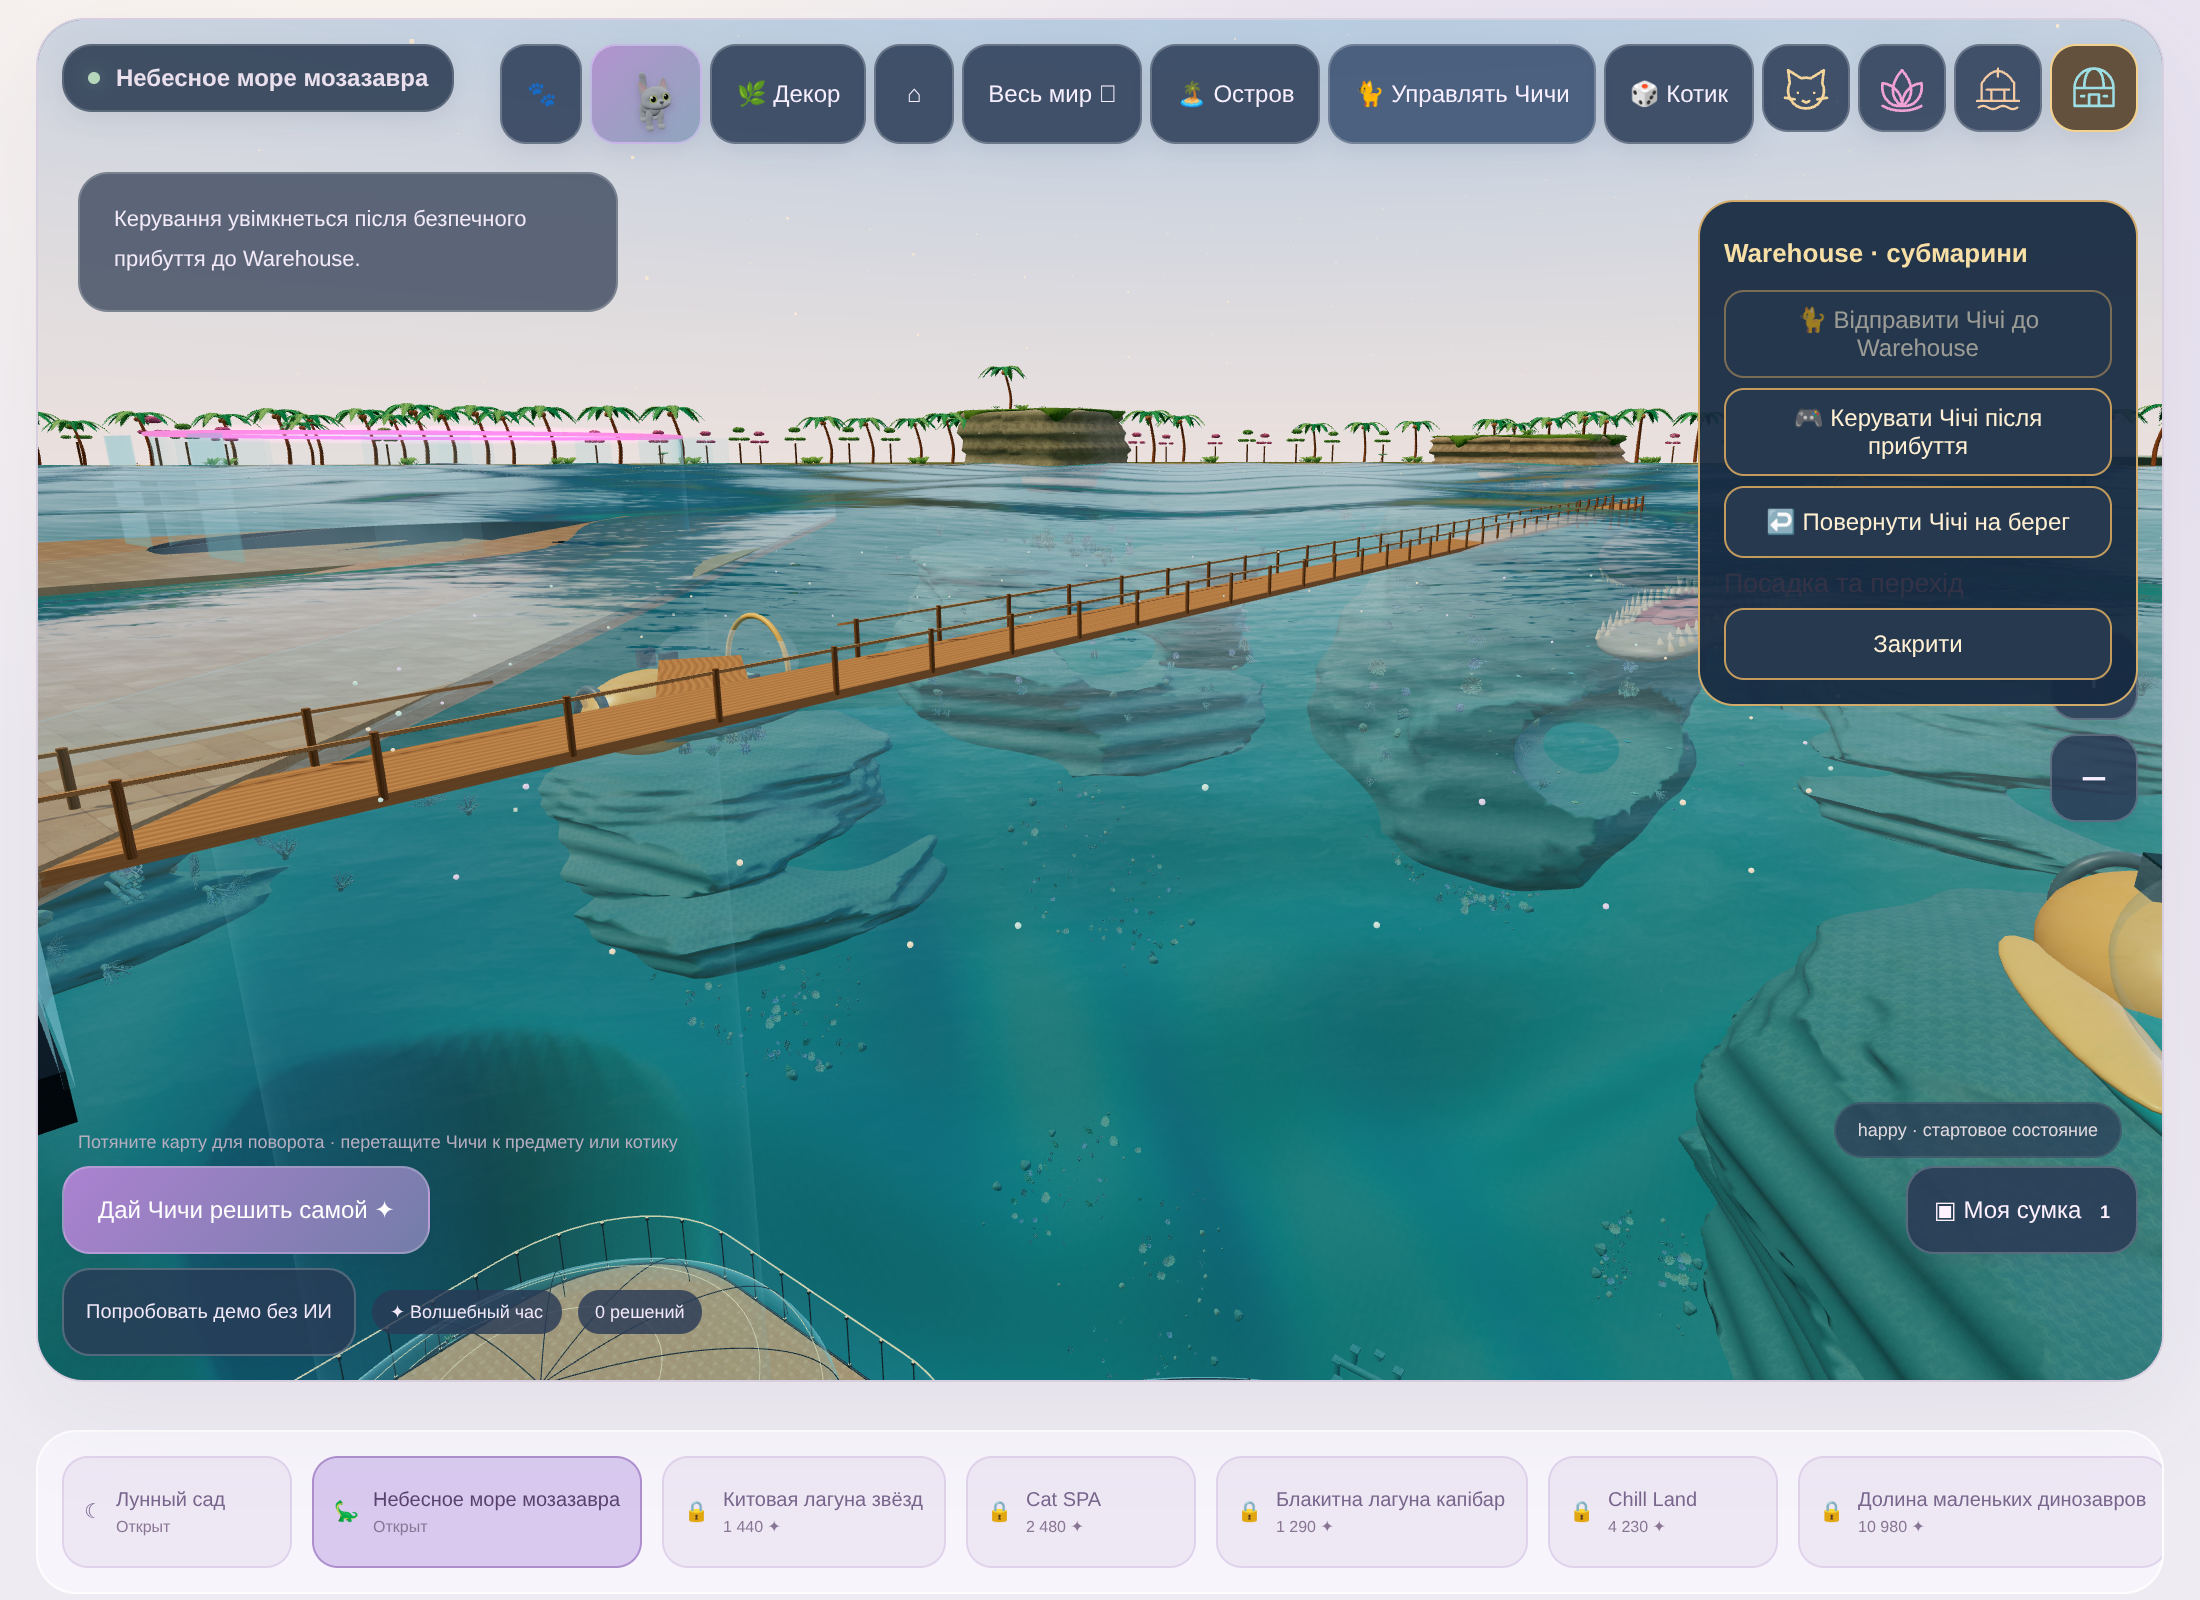 Небесное море мозазавра
🐾
🌿 Декор
⌂
Весь мир
🏝️ Остров
🐈 Управлять Чичи
🎲 Котик
Керування увімкнеться після безпечного
прибуття до Warehouse.
Warehouse · субмарини
🐈 Відправити Чічі до
Warehouse
🎮 Керувати Чічі після
прибуття
↩️ Повернути Чічі на берег
Посадка та перехід
Закрити
−
Потяните карту для поворота · перетащите Чичи к предмету или котику
happy · стартовое состояние
Дай Чичи решить самой ✦
▣ Моя сумка 1
Попробовать демо без ИИ
✦ Волшебный час
0 решений
☾ Лунный сад
Открыт
🦕 Небесное море мозазавра
Открыт
🔒 Китовая лагуна звёзд
1 440 ✦
🔒 Cat SPA
2 480 ✦
🔒 Блакитна лагуна капібар
1 290 ✦
🔒 Chill Land
4 230 ✦
🔒 Долина маленьких динозавров
10 980 ✦